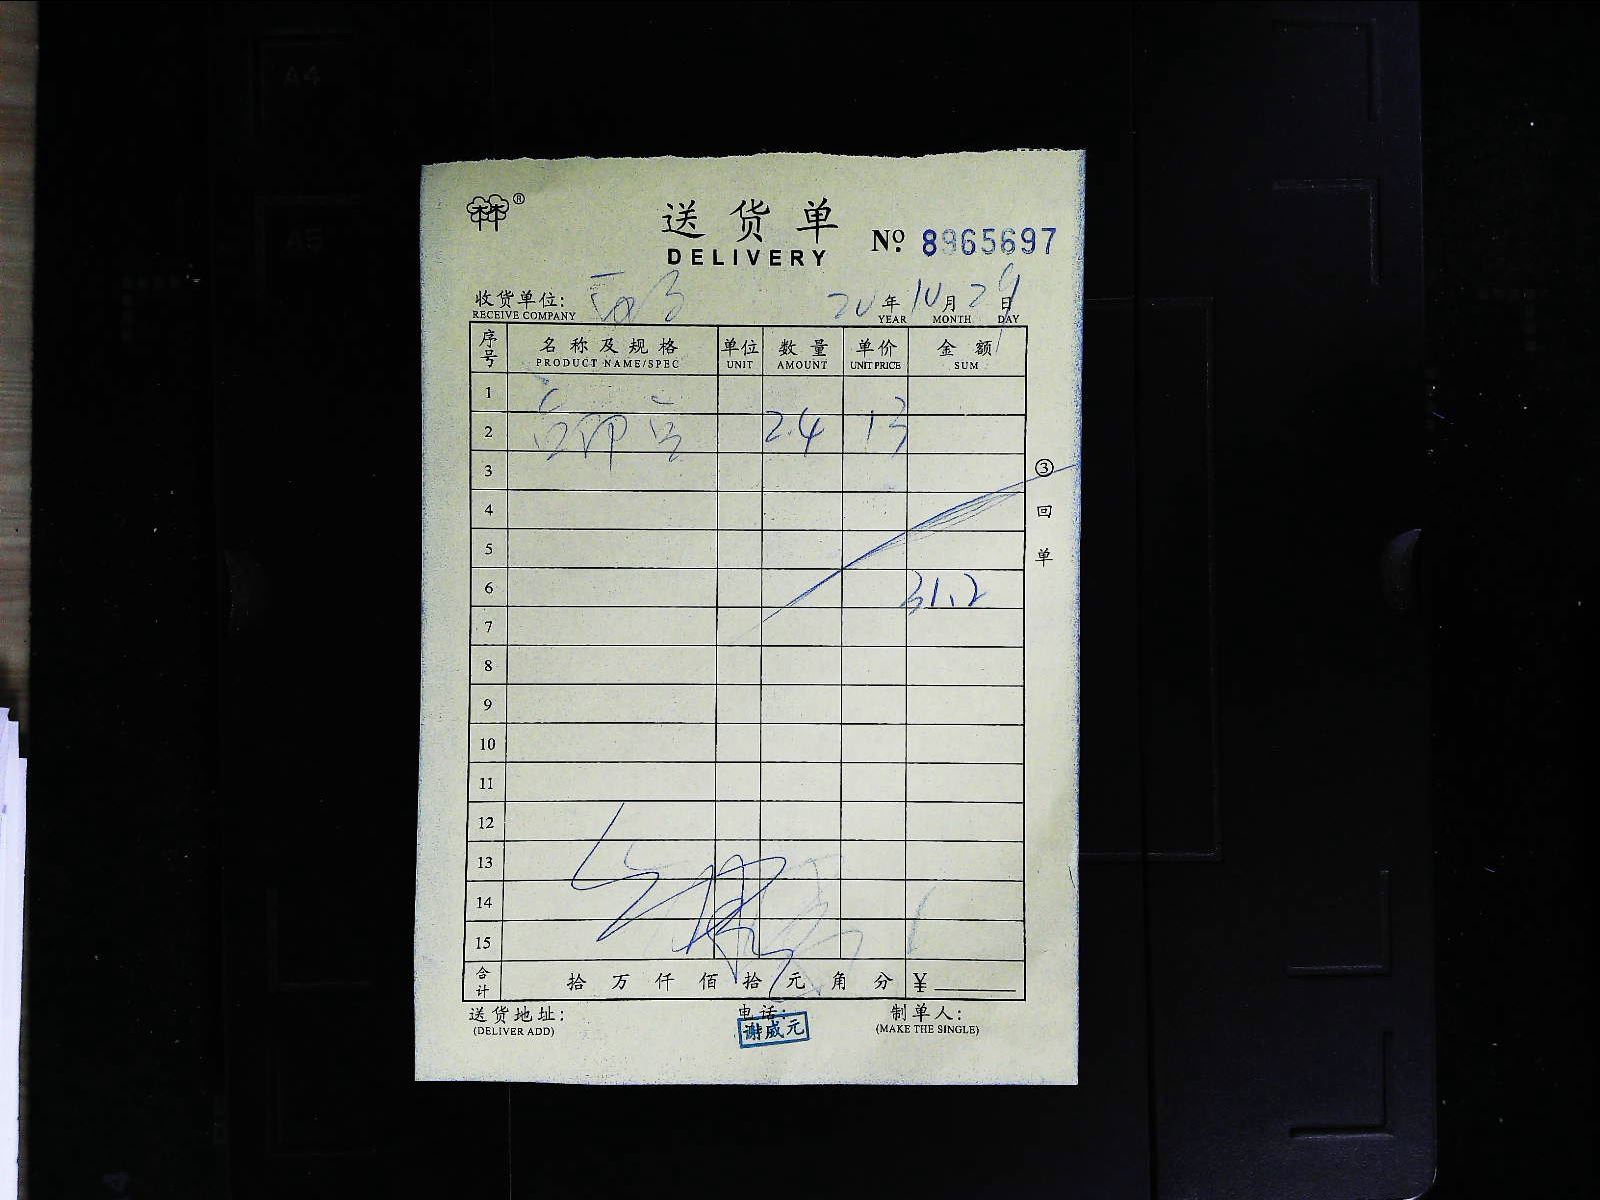 A4
A5
林®
送货单
DELIVERY
№ 8965697
收货单位:
20年10月29日
RECEIVE COMPANY YEAR MONTH DAY
序号 名称及规格 单位 数量 单价 金额
PRODUCT NAME/SPEC UNIT AMOUNT UNIT PRICE SUM
1
2 2.4 13
3
4
5
6 31.2
7
8
9
10
11
12
13
14
15
③回单
合计 拾 万 仟 佰 拾 元 角 分 ¥
送货地址: 电话: 制单人:
(DELIVER ADD) (MAKE THE SINGLE)
谢威元